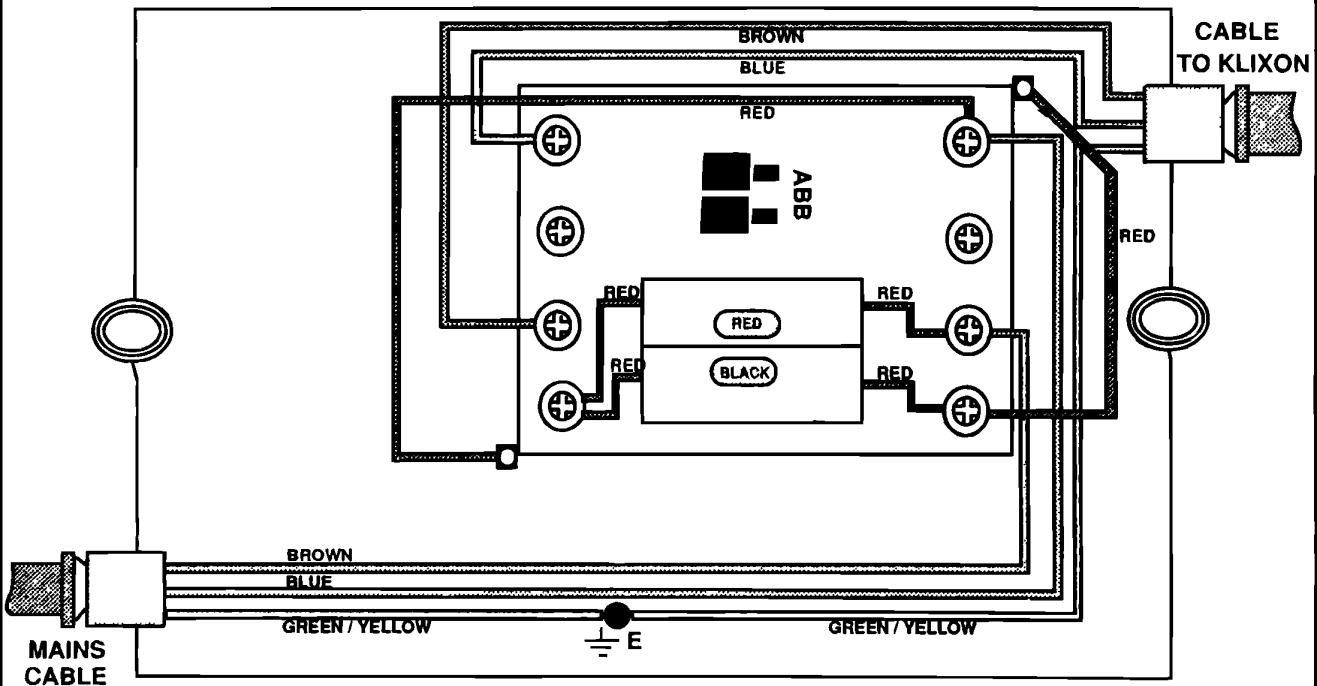 BROWN
CABLE
TO KLIXON
BLUE
RED
ABB
RED
RED
RED
RED
RED
BLACK
RED
BROWN
BLUE
GREEN / YELLOW
GREEN / YELLOW
E
MAINS
CABLE